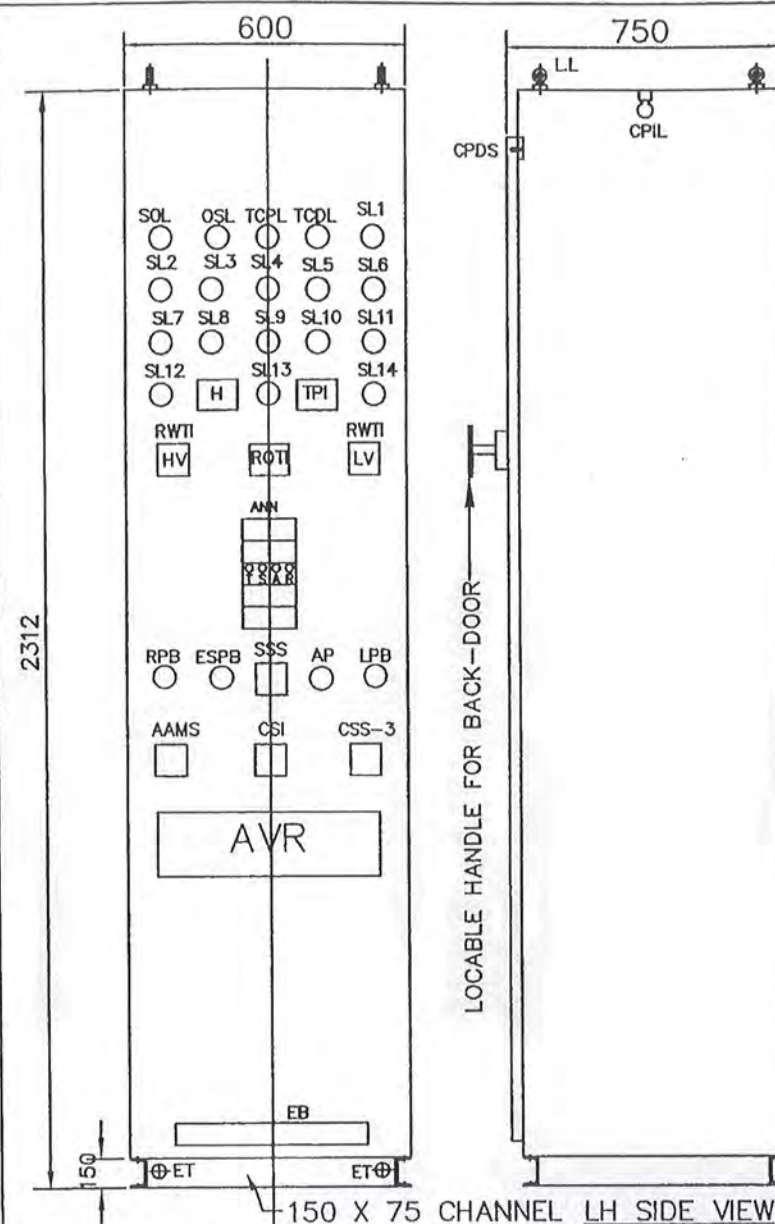 600
750
LL
CPIL
CPDS
SOL OSL TCPL TCDL SL1
SL2 SL3 SL4 SL5 SL6
SL7 SL8 SL9 SL10 SL11
SL12 H SL13 TPI SL14
RWTI RWTI
HV ROTI LV
ANN
T S A R
2312
RPB ESPB SSS AP LPB
AAMS CSI CSS-3
AVR
LOCABLE HANDLE FOR BACK-DOOR
EB
150
ET ET
150 X 75 CHANNEL LH SIDE VIEW